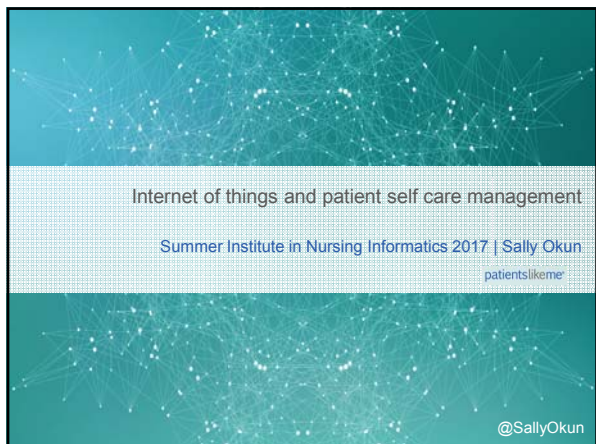 Internet of things and patient self care management
Summer Institute in Nursing Informatics 2017 | Sally Okun
patientslikeme®
@SallyOkun